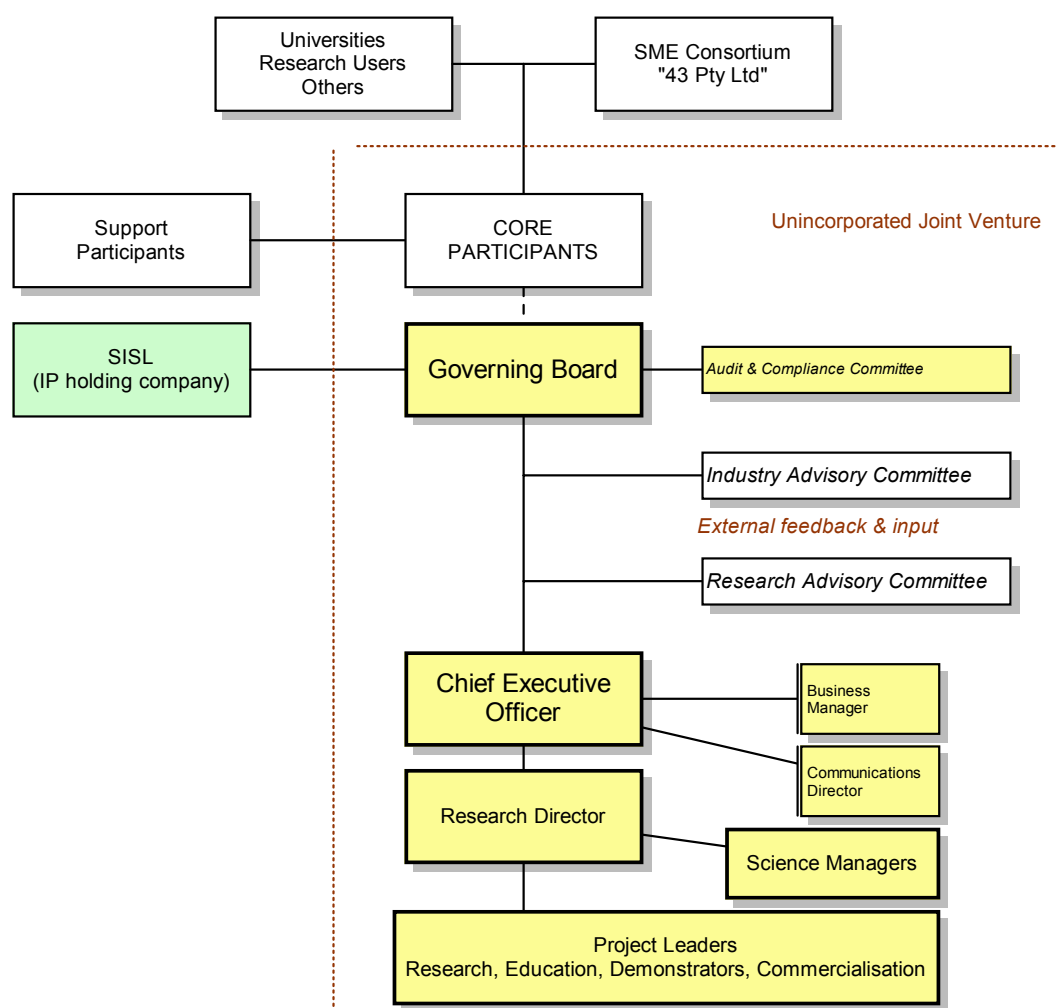 Universities
Research Users
Others
SME Consortium
"43 Pty Ltd"
Support
Participants
CORE
PARTICIPANTS
Unincorporated Joint Venture
SISL
(IP holding company)
Governing Board
Audit & Compliance Committee
Industry Advisory Committee
External feedback & input
Research Advisory Committee
Chief Executive
Officer
Business
Manager
Communications
Director
Research Director
Science Managers
Project Leaders
Research, Education, Demonstrators, Commercialisation